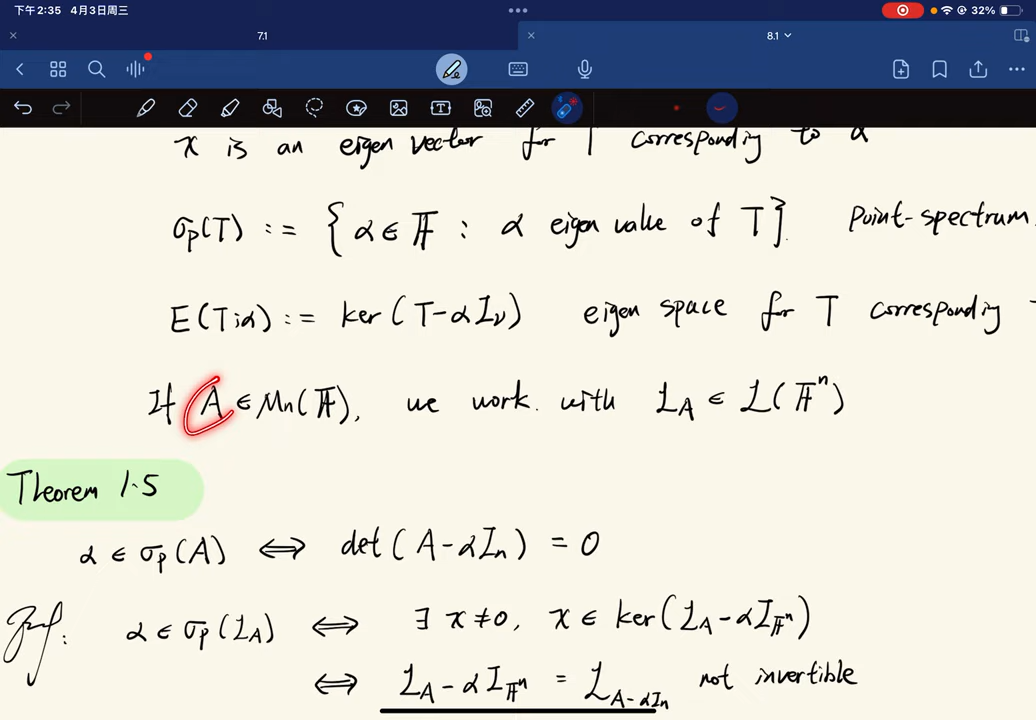 下午2:35 4月3日周三 32%
7.1 8.1
x is an eigen vector for T corresponding to α
σp(T) := {α ∈ 𝔽 : α eigen value of T}. Point-spectrum.
E(T;α) := ker(T-αIv) eigen space for T corresponding
If A ∈ Mn(𝔽), we work. with LA ∈ L(𝔽ⁿ)
Theorem 1.5
α ∈ σp(A) ⟺ det(A-αIn) = 0
Proof: α ∈ σp(LA) ⟺ ∃ x≠0, x ∈ ker(LA-αI𝔽ⁿ)
⟺ LA-αI𝔽ⁿ = LA-αIn not invertible